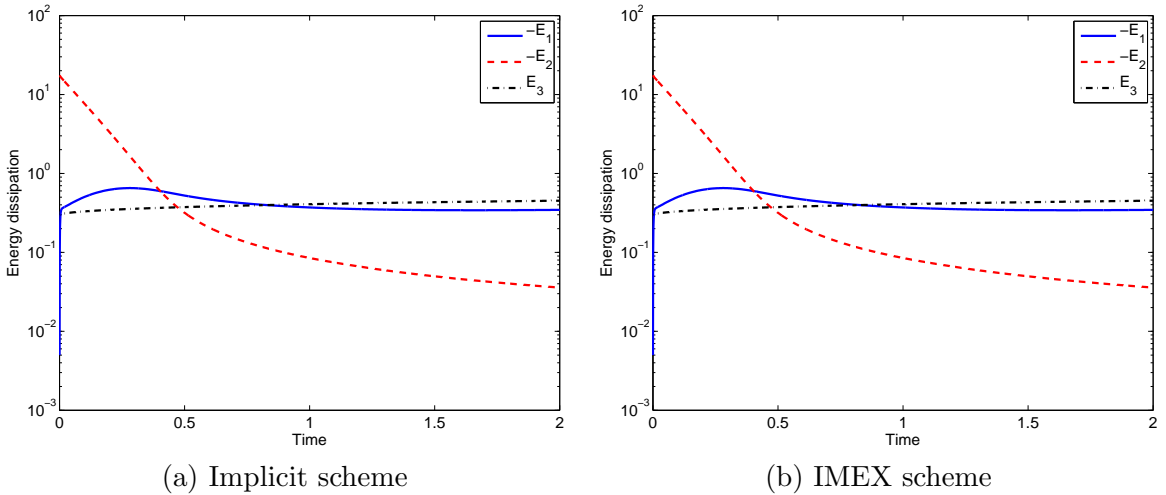 10^2
10^1
10^0
10^−1
10^−2
10^−3
Energy dissipation
0
0.5
1
1.5
2
Time
−E_1
−E_2
E_3
(a) Implicit scheme
10^2
10^1
10^0
10^−1
10^−2
10^−3
Energy dissipation
0
0.5
1
1.5
2
Time
−E_1
−E_2
E_3
(b) IMEX scheme